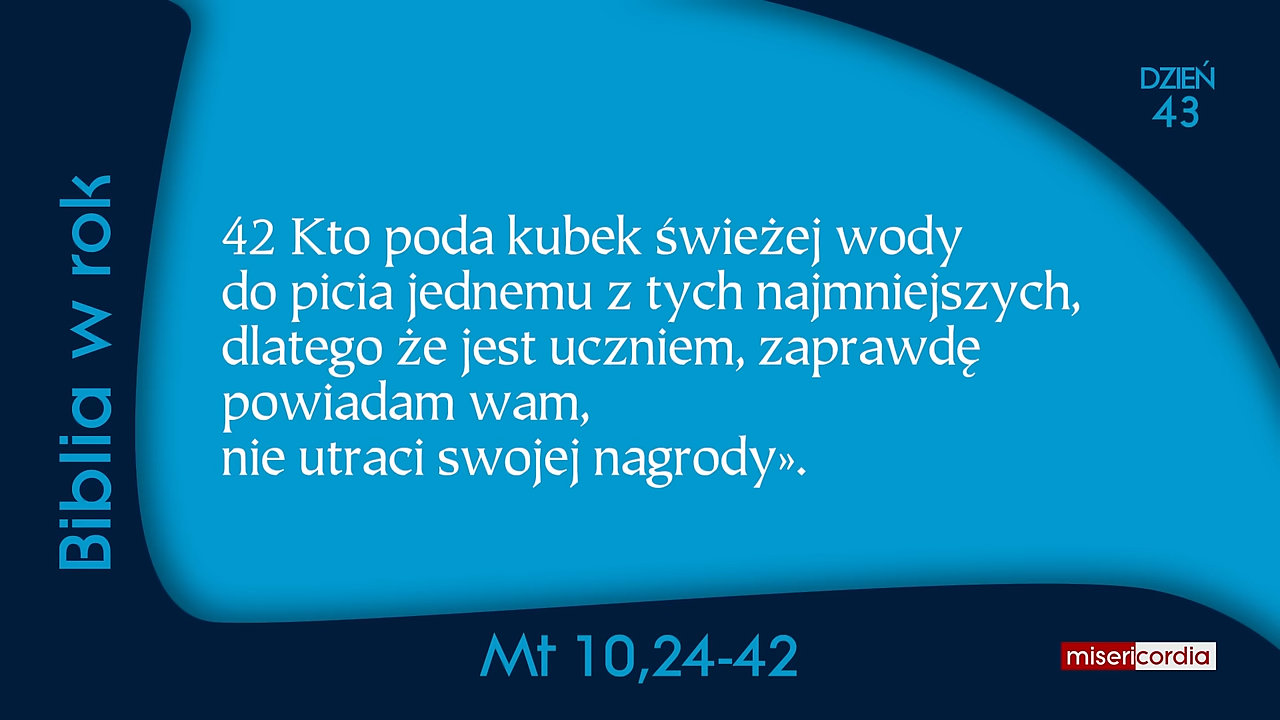 DZIEŃ
43
Biblia w rok
42 Kto poda kubek świeżej wody
do picia jednemu z tych najmniejszych,
dlatego że jest uczniem, zaprawdę
powiadam wam,
nie utraci swojej nagrody».
Mt 10,24-42
misericordia